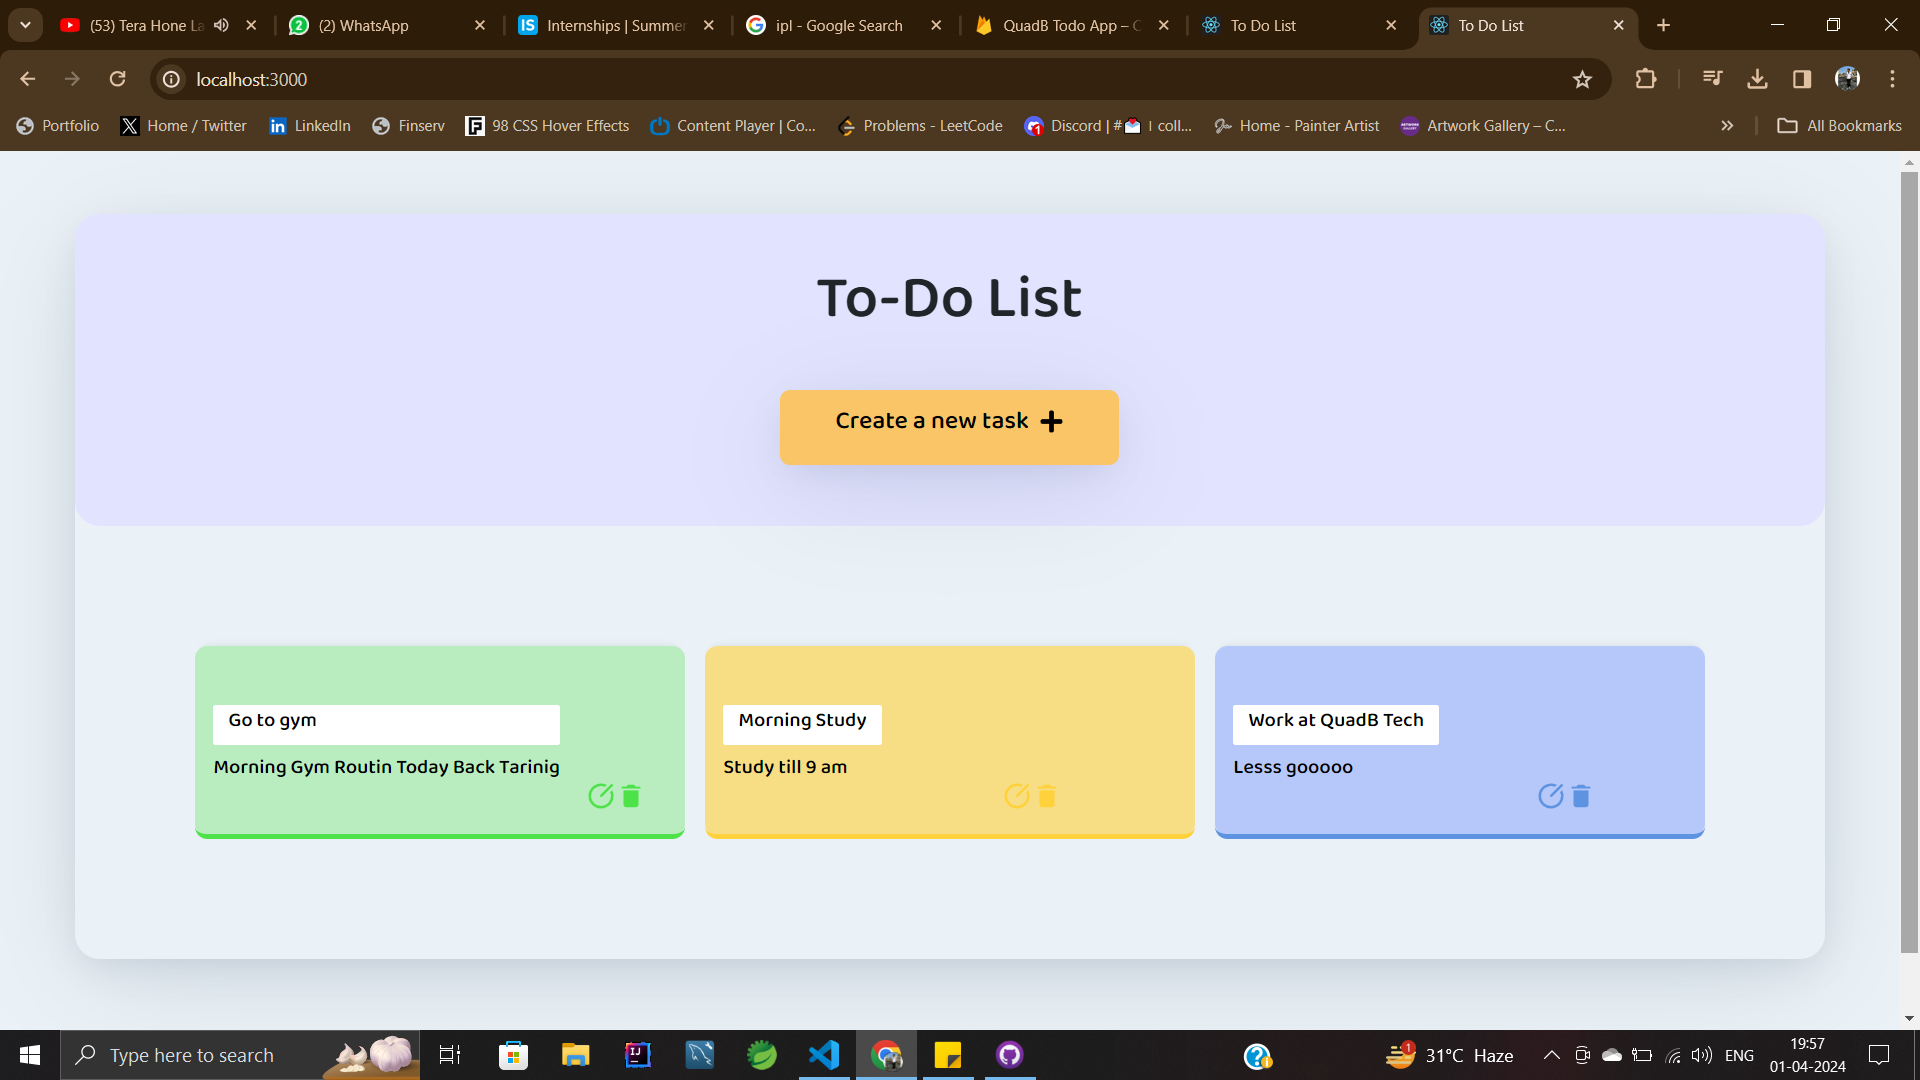 (53) Tera Hone La
(2) WhatsApp
Internships | Summer
ipl - Google Search
QuadB Todo App – C
To Do List
To Do List
localhost:3000
Portfolio
Home / Twitter
LinkedIn
Finserv
98 CSS Hover Effects
Content Player | Co...
Problems - LeetCode
Discord | #📩 | coll...
Home - Painter Artist
Artwork Gallery – C...
All Bookmarks
To-Do List
Create a new task
Go to gym
Morning Gym Routin Today Back Tarinig
Morning Study
Study till 9 am
Work at QuadB Tech
Lesss gooooo
Type here to search
31°C Haze
ENG
19:57
01-04-2024